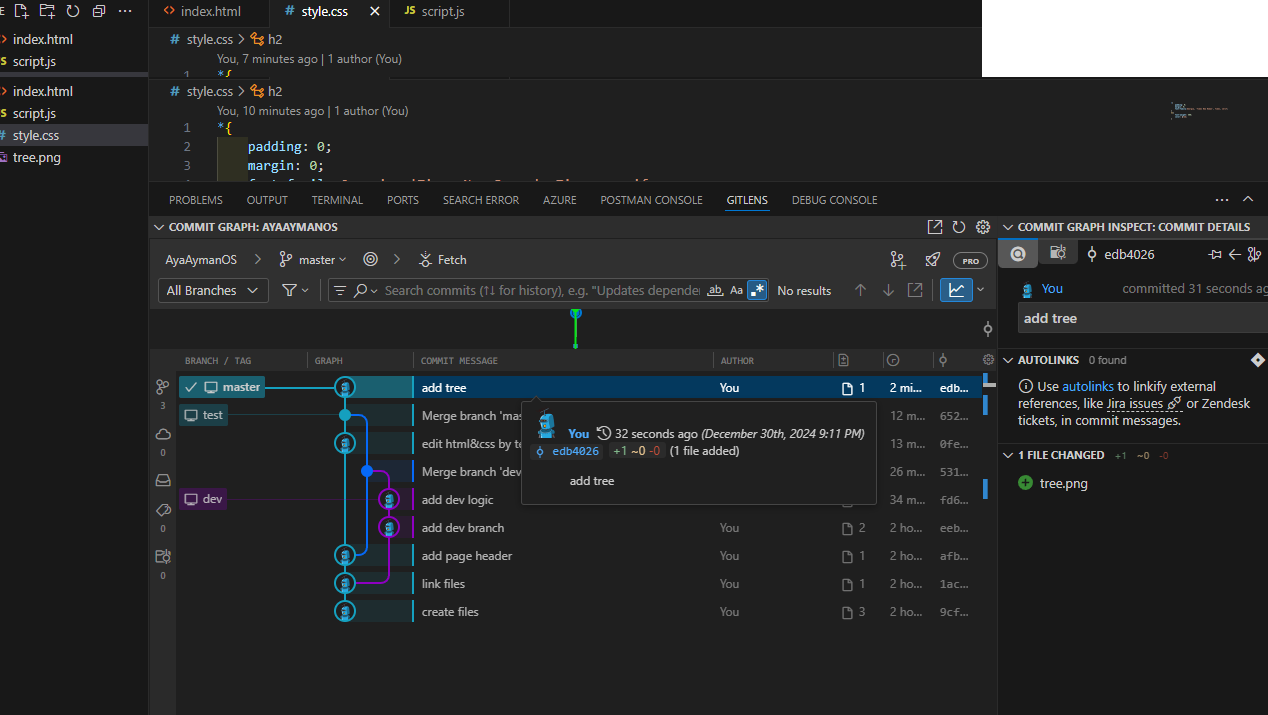 index.html
style.css
script.js
index.html
script.js
style.css > h2
You, 7 minutes ago | 1 author (You)
1 *{
index.html
script.js
style.css
tree.png
style.css > h2
You, 10 minutes ago | 1 author (You)
1 *{
2 padding: 0;
3 margin: 0;
PROBLEMS OUTPUT TERMINAL PORTS SEARCH ERROR AZURE POSTMAN CONSOLE GITLENS DEBUG CONSOLE
COMMIT GRAPH: AYAAYMANOS
AyaAymanOS > master > Fetch PRO
All Branches Search commits (↑↓ for history), e.g. "Updates depende ab, Aa .* No results
BRANCH / TAG GRAPH COMMIT MESSAGE AUTHOR
master add tree You 1 2 mi... edb...
3
test Merge branch 'mas 12 m... 652...
edit html&css by te 13 m... 0fe...
0
Merge branch 'dev 26 m... 531...
dev add dev logic 34 m... fd6...
add dev branch You 2 2 ho... eeb...
0
add page header You 1 2 ho... afb...
0
link files You 1 2 ho... 1ac...
create files You 3 2 ho... 9cf...
You 32 seconds ago (December 30th, 2024 9:11 PM)
edb4026 +1 ~0 -0 (1 file added)
add tree
COMMIT GRAPH INSPECT: COMMIT DETAILS
edb4026
You committed 31 seconds ag
add tree
AUTOLINKS 0 found
Use autolinks to linkify external
references, like Jira issues or Zendesk
tickets, in commit messages.
1 FILE CHANGED +1 ~0 -0
tree.png